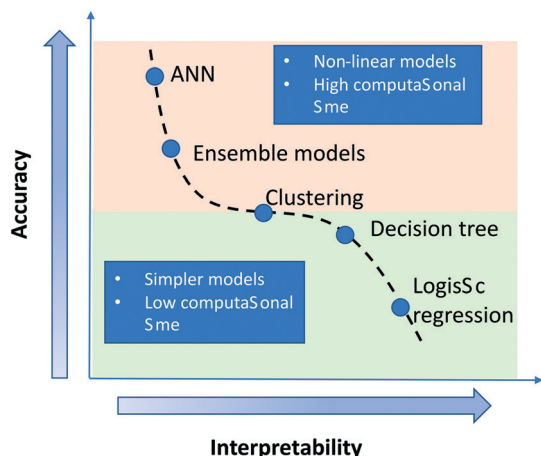 ANN
• Non-linear models
• High computaSonal
Sme
Ensemble models
Clustering
Decision tree
• Simpler models
• Low computaSonal
Sme
LogisSc
regression
Accuracy
Interpretability